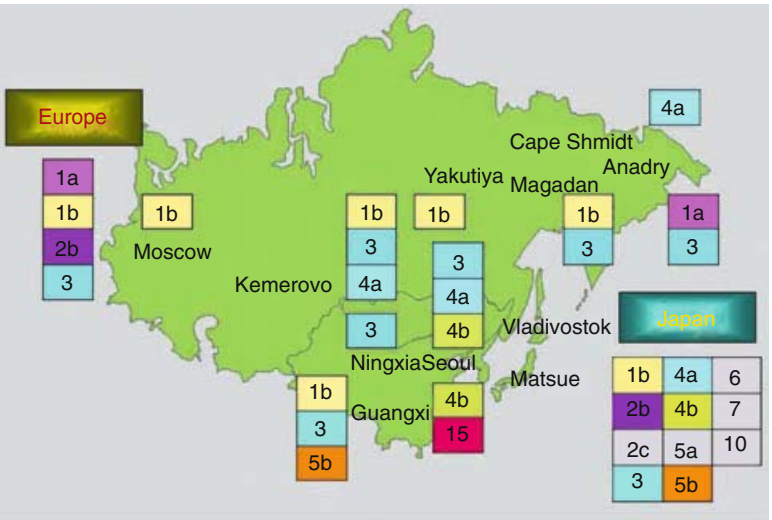 Europe
1a
1b
2b
3
1b
Moscow
Kemerovo
1b
3
4a
3
Yakutiya
1b
3
4a
4b
Cape Shmidt
4a
Anadry
Magadan
1b
3
1a
3
Vladivostok
NingxiaSeoul
Matsue
Guangxi
1b
3
5b
4b
15
Japan
1b 4a 6
2b 4b 7
2c 5a 10
3 5b